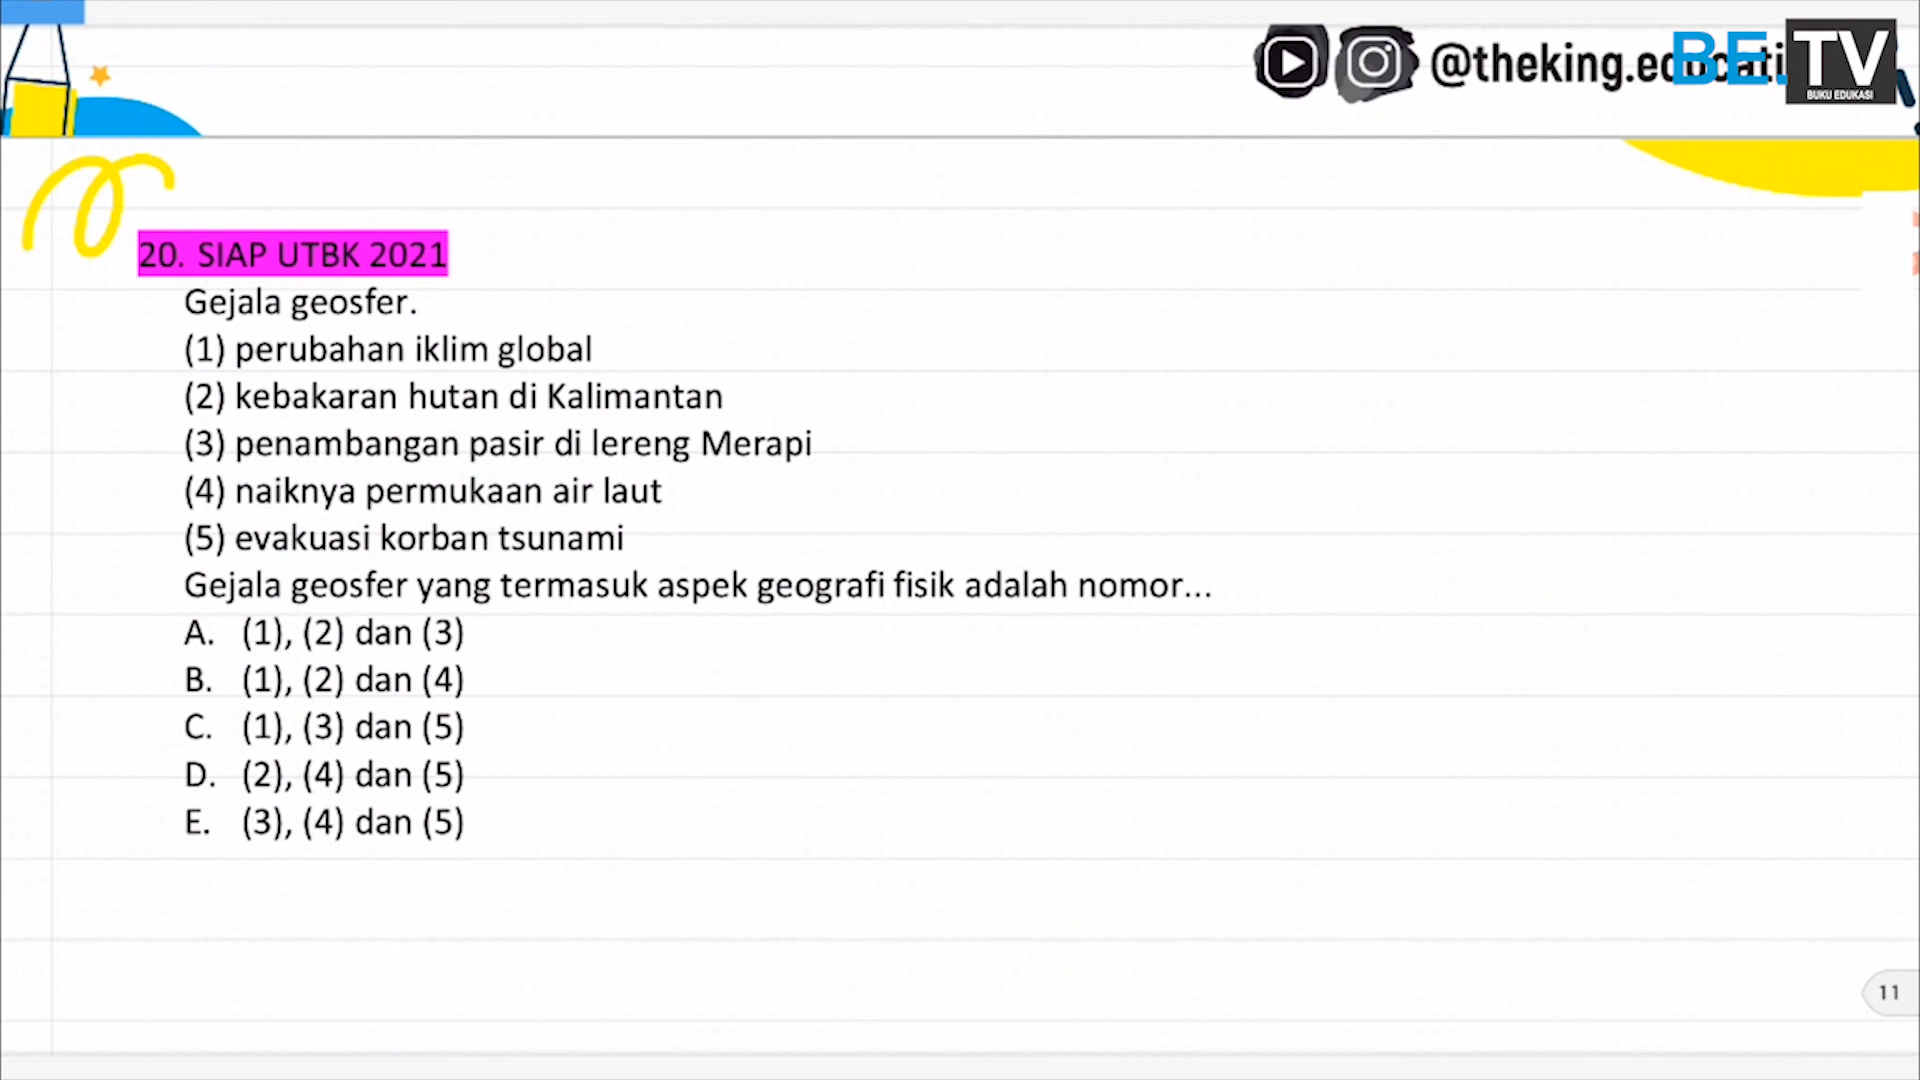 @theking.educati
BE.TV
BUKU EDUKASI
20. SIAP UTBK 2021
Gejala geosfer.
(1) perubahan iklim global
(2) kebakaran hutan di Kalimantan
(3) penambangan pasir di lereng Merapi
(4) naiknya permukaan air laut
(5) evakuasi korban tsunami
Gejala geosfer yang termasuk aspek geografi fisik adalah nomor...
A. (1), (2) dan (3)
B. (1), (2) dan (4)
C. (1), (3) dan (5)
D. (2), (4) dan (5)
E. (3), (4) dan (5)
11